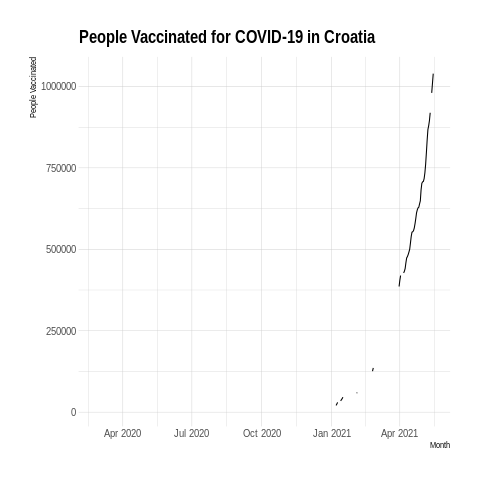 People Vaccinated for COVID-19 in Croatia
People Vaccinated
1000000
750000
500000
250000
0
Apr 2020 Jul 2020 Oct 2020 Jan 2021 Apr 2021
Month